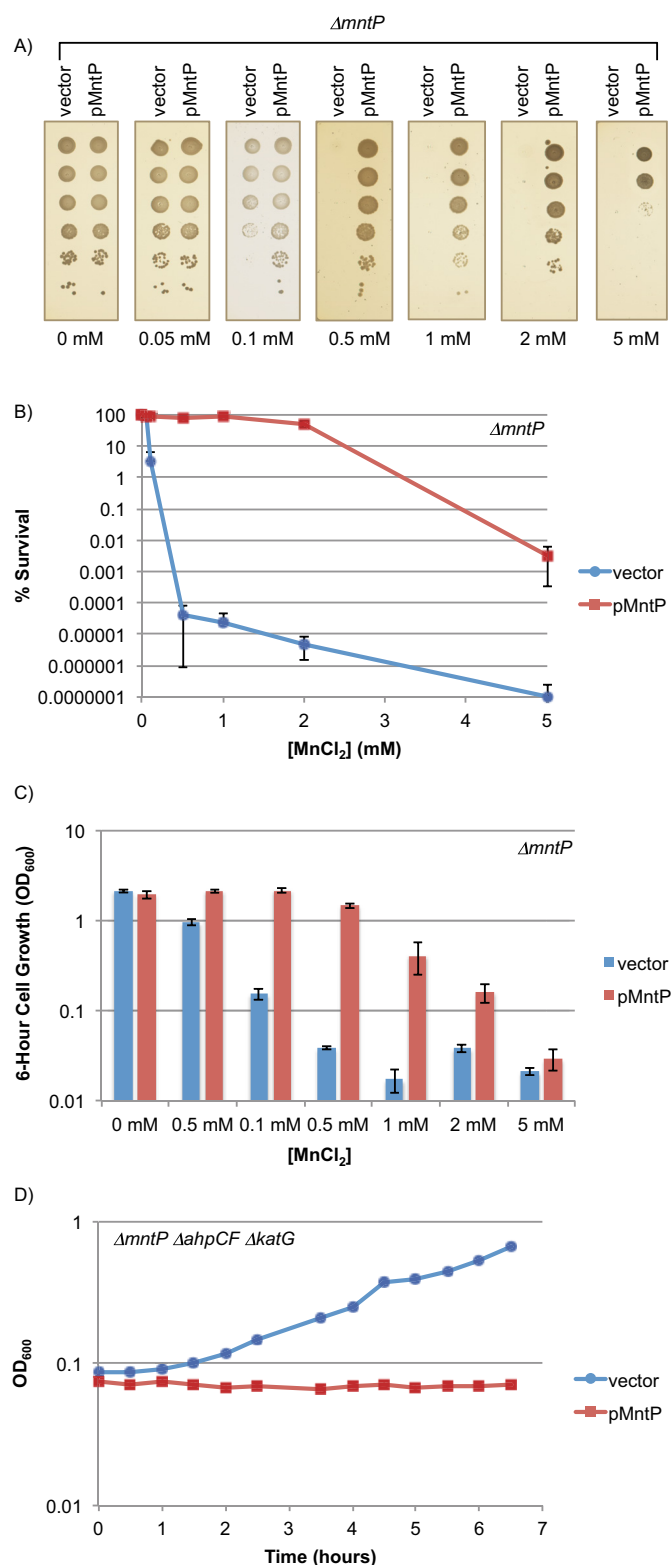 ΔmntP
A)
vector pMntP vector pMntP vector pMntP vector pMntP vector pMntP vector pMntP vector pMntP
0 mM 0.05 mM 0.1 mM 0.5 mM 1 mM 2 mM 5 mM
B)
ΔmntP
100
10
1
0.1
0.01
0.001
0.0001
0.00001
0.000001
0.0000001
% Survival
0 1 2 3 4 5
[MnCl₂] (mM)
vector
pMntP
C)
ΔmntP
10
1
0.1
0.01
6-Hour Cell Growth (OD₆₀₀)
0 mM 0.5 mM 0.1 mM 0.5 mM 1 mM 2 mM 5 mM
[MnCl₂]
vector
pMntP
D)
ΔmntP ΔahpCF ΔkatG
1
0.1
0.01
OD₆₀₀
0 1 2 3 4 5 6 7
Time (hours)
vector
pMntP